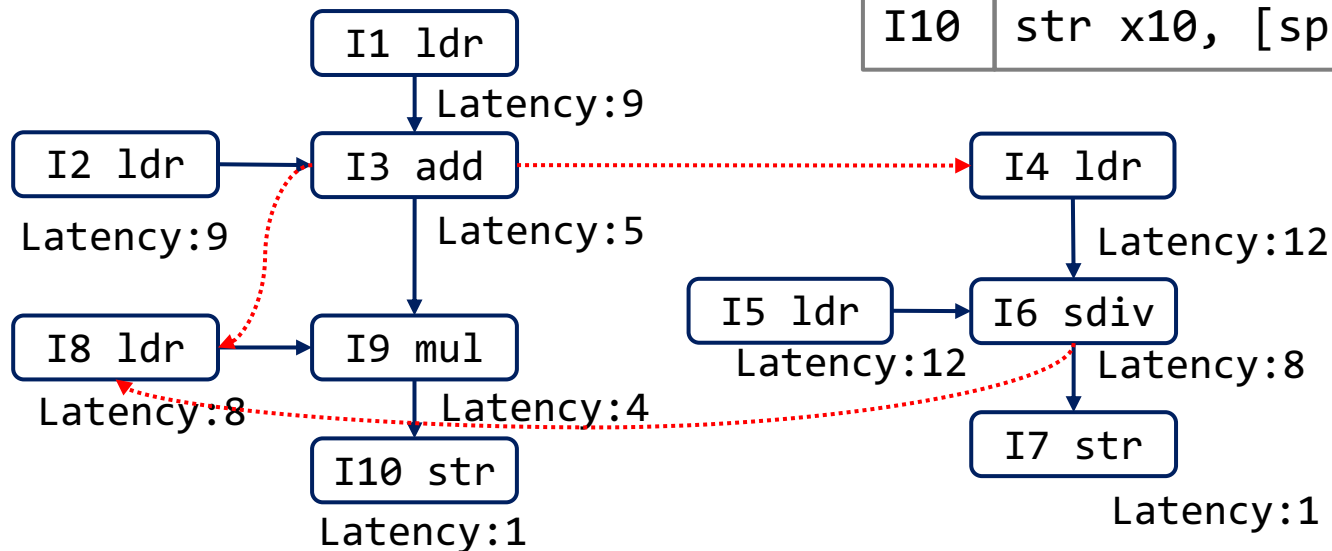 I10 str x10, [sp
I1 ldr
Latency:9
I2 ldr
I3 add
I4 ldr
Latency:9
Latency:5
Latency:12
I5 ldr
I6 sdiv
I8 ldr
I9 mul
Latency:12
Latency:8
Latency:8
Latency:4
I7 str
I10 str
Latency:1
Latency:1